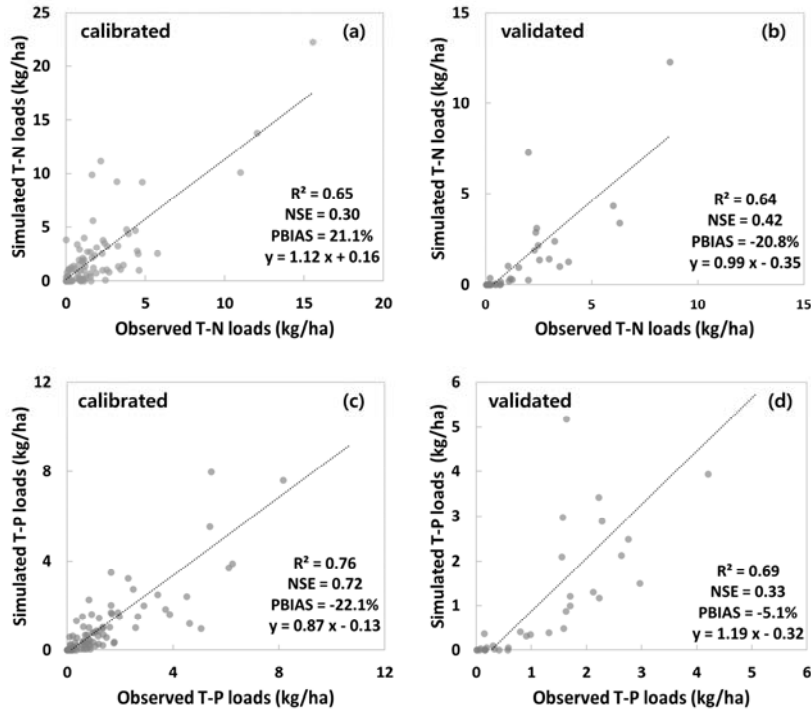 calibrated
(a)
25
20
15
10
5
0
Simulated T-N loads (kg/ha)
R² = 0.65
NSE = 0.30
PBIAS = 21.1%
y = 1.12 x + 0.16
0 5 10 15 20
Observed T-N loads (kg/ha)
validated
(b)
15
10
5
0
Simulated T-N loads (kg/ha)
R² = 0.64
NSE = 0.42
PBIAS = -20.8%
y = 0.99 x - 0.35
0 5 10 15
Observed T-N loads (kg/ha)
calibrated
(c)
12
8
4
0
Simulated T-P loads (kg/ha)
R² = 0.76
NSE = 0.72
PBIAS = -22.1%
y = 0.87 x - 0.13
0 4 8 12
Observed T-P loads (kg/ha)
validated
(d)
6
5
4
3
2
1
0
Simulated T-P loads (kg/ha)
R² = 0.69
NSE = 0.33
PBIAS = -5.1%
y = 1.19 x - 0.32
0 1 2 3 4 5 6
Observed T-P loads (kg/ha)